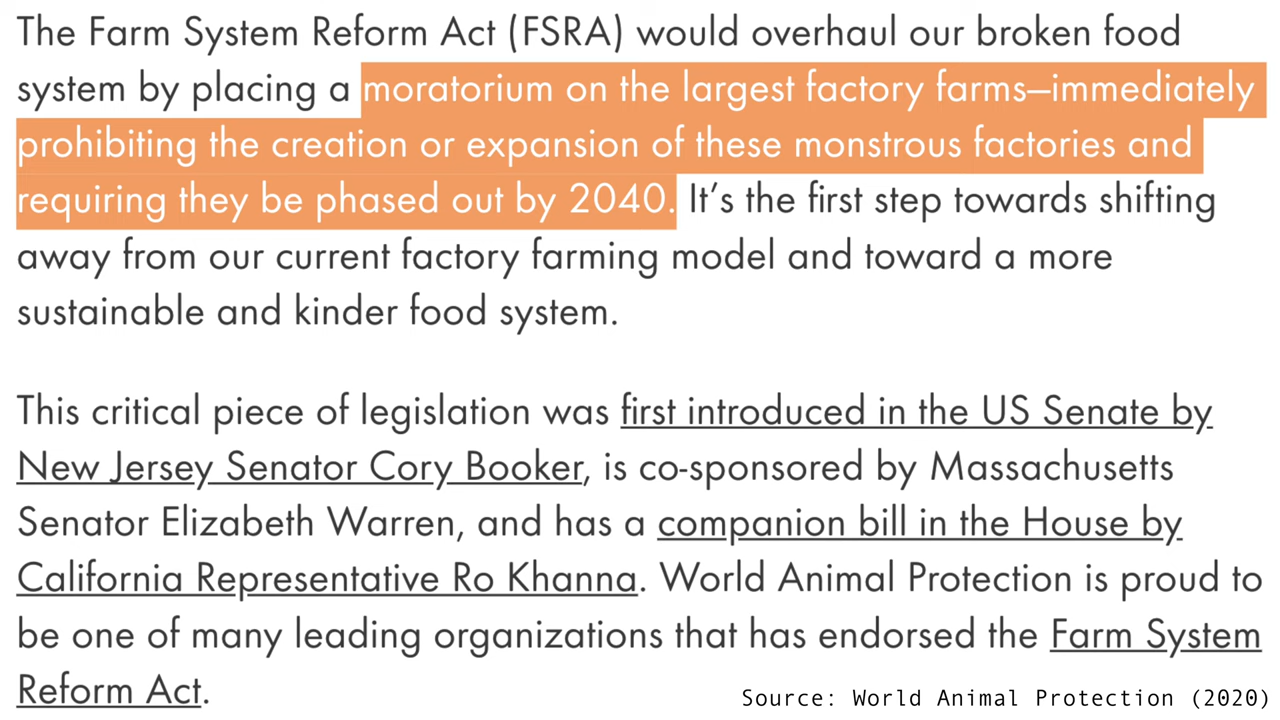 The Farm System Reform Act (FSRA) would overhaul our broken food
system by placing a moratorium on the largest factory farms—immediately
prohibiting the creation or expansion of these monstrous factories and
requiring they be phased out by 2040. It’s the first step towards shifting
away from our current factory farming model and toward a more
sustainable and kinder food system.
This critical piece of legislation was first introduced in the US Senate by
New Jersey Senator Cory Booker, is co-sponsored by Massachusetts
Senator Elizabeth Warren, and has a companion bill in the House by
California Representative Ro Khanna. World Animal Protection is proud to
be one of many leading organizations that has endorsed the Farm System
Reform Act.
Source: World Animal Protection (2020)